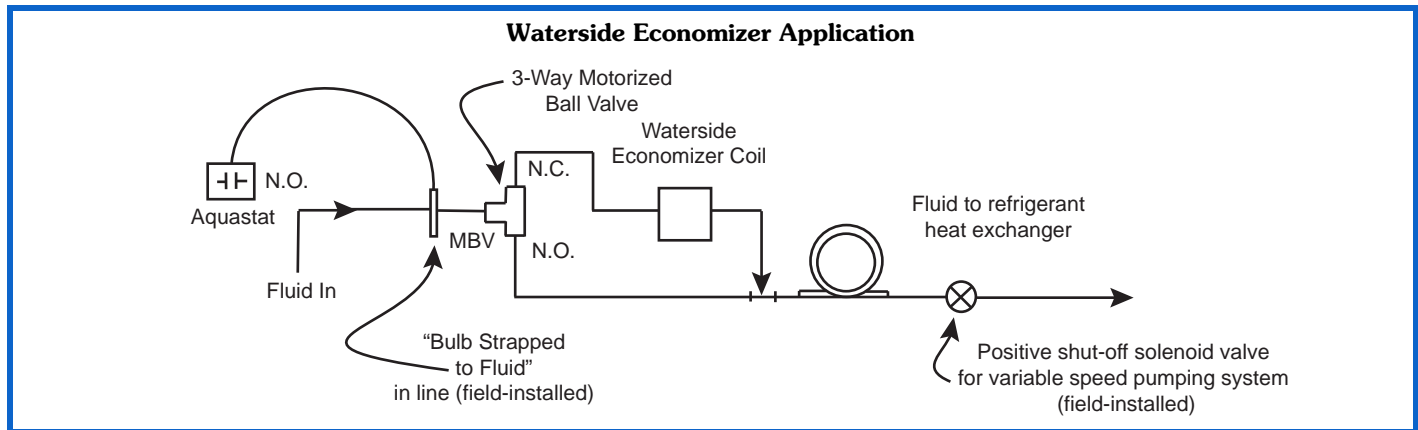 Waterside Economizer Application
3-Way Motorized
Ball Valve
Waterside
Economizer Coil
N.C.
N.O.
Aquastat
MBV
N.O.
Fluid In
Fluid to refrigerant
heat exchanger
“Bulb Strapped
to Fluid”
in line (field-installed)
Positive shut-off solenoid valve
for variable speed pumping system
(field-installed)